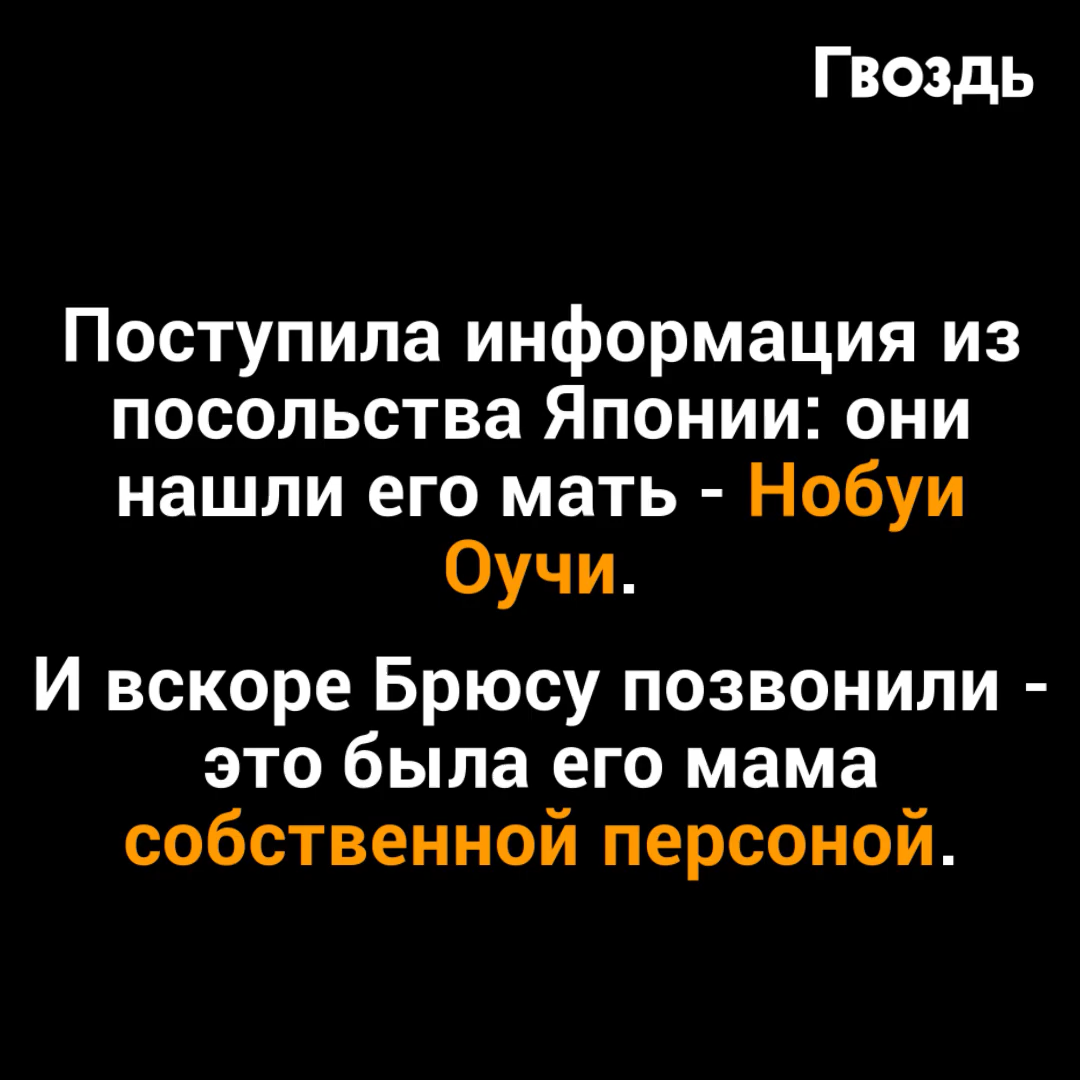 Гвоздь
Поступила информация из
посольства Японии: они
нашли его мать - Нобуи
Оучи.
И вскоре Брюсу позвонили -
это была его мама
собственной персоной.